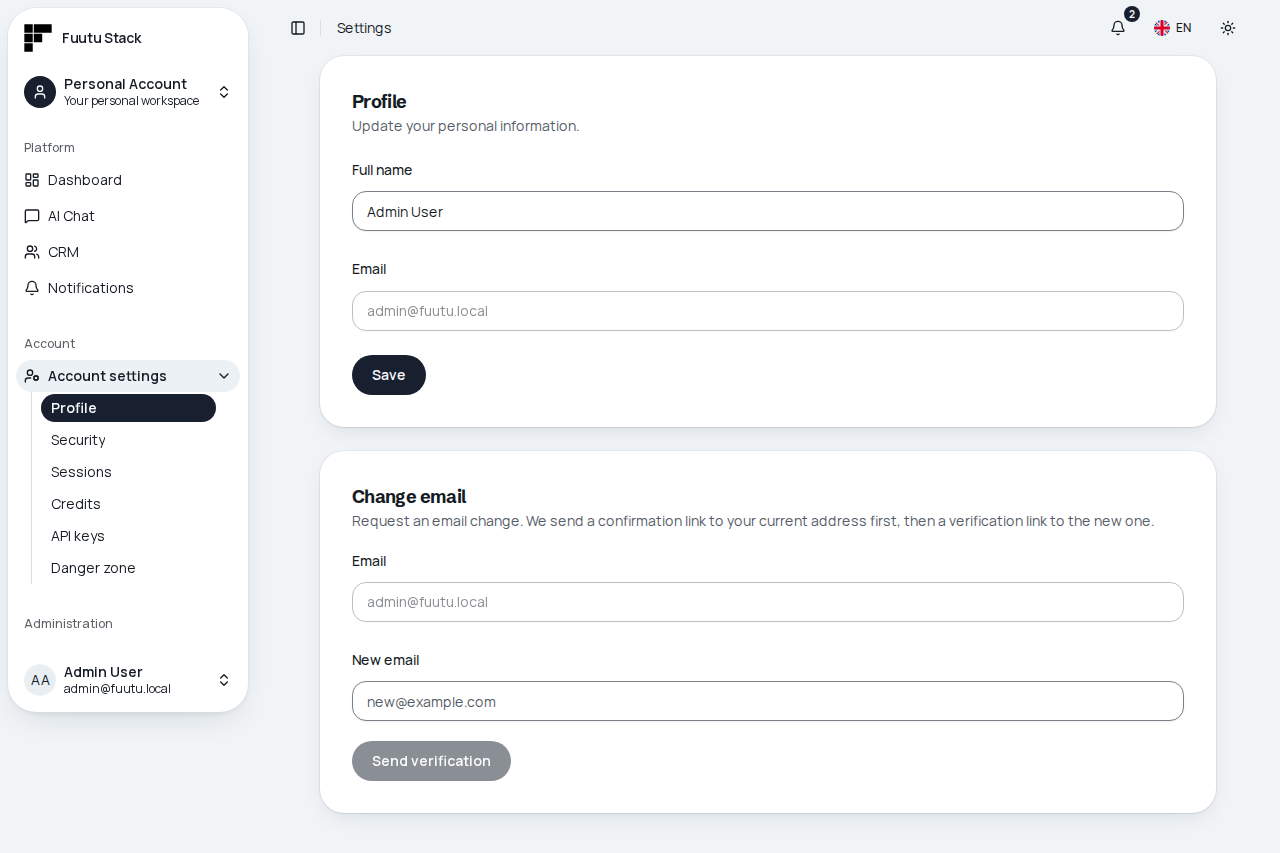 Fuutu Stack
Personal Account
Your personal workspace
Platform
Dashboard
AI Chat
CRM
Notifications
Account
Account settings
Profile
Security
Sessions
Credits
API keys
Danger zone
Administration
AA
Admin User
admin@fuutu.local
Settings
2
EN
Profile
Update your personal information.
Full name
Admin User
Email
admin@fuutu.local
Save
Change email
Request an email change. We send a confirmation link to your current address first, then a verification link to the new one.
Email
admin@fuutu.local
New email
new@example.com
Send verification